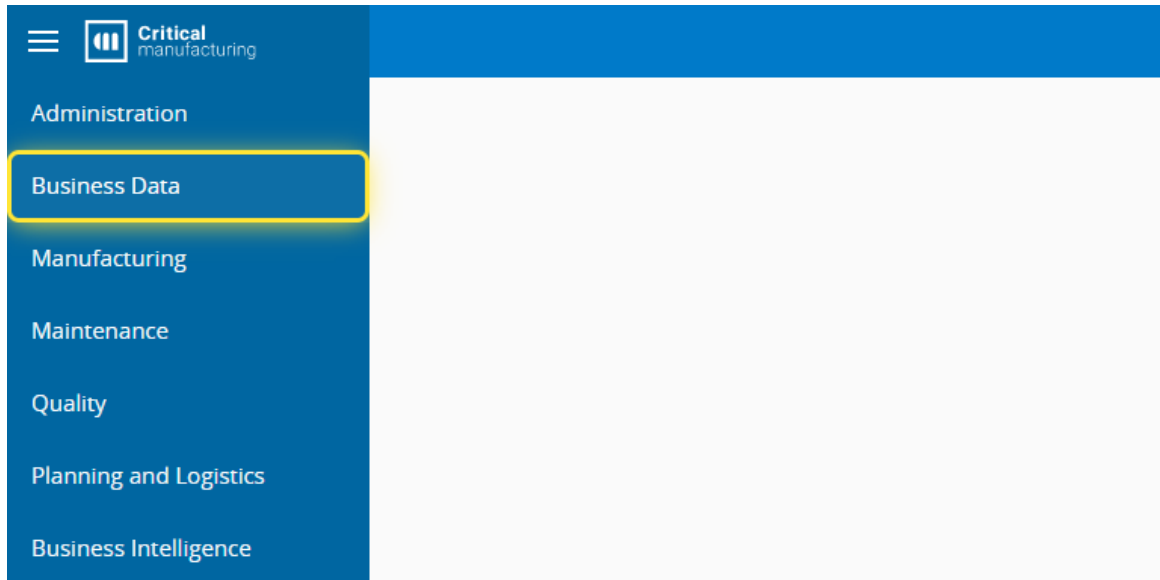 Critical
manufacturing
Administration
Business Data
Manufacturing
Maintenance
Quality
Planning and Logistics
Business Intelligence